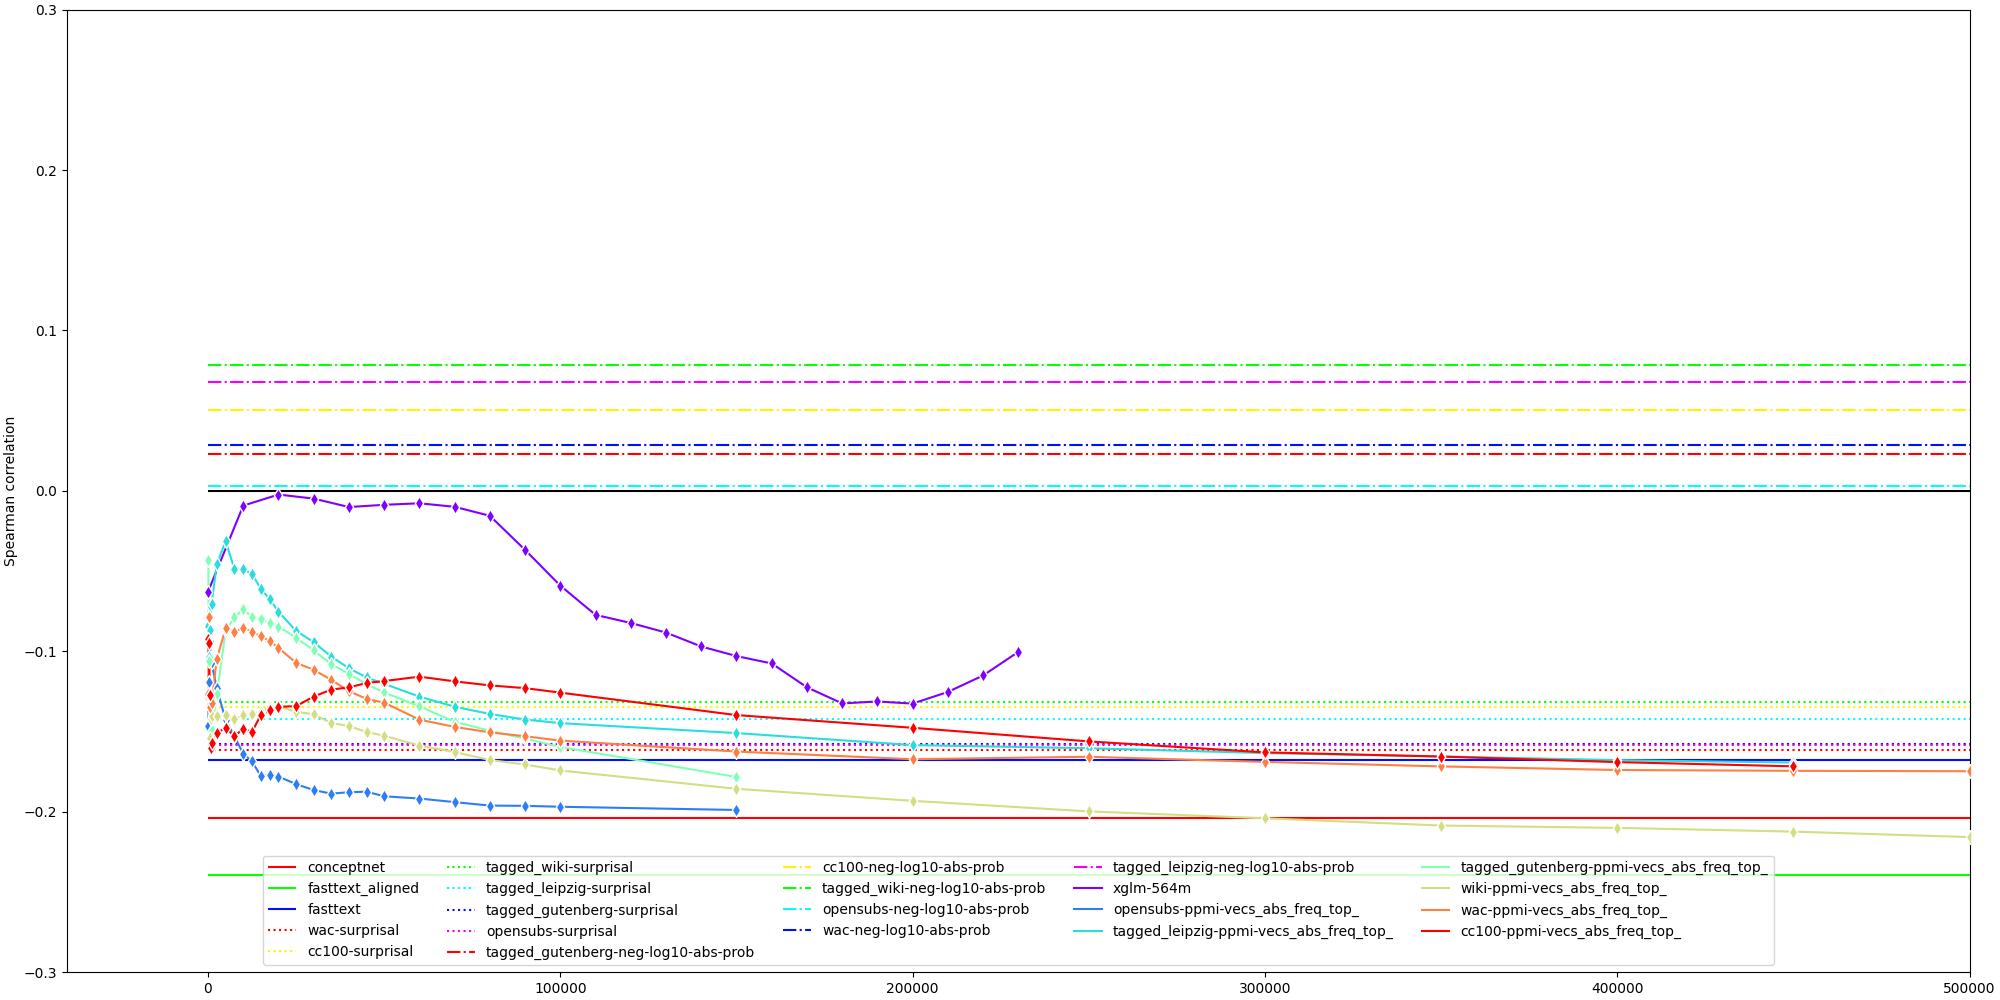 0.3
0.2
0.1
0.0
−0.1
−0.2
−0.3
Spearman correlation
conceptnet
fasttext_aligned
fasttext
wac-surprisal
cc100-surprisal
tagged_wiki-surprisal
tagged_leipzig-surprisal
tagged_gutenberg-surprisal
opensubs-surprisal
tagged_gutenberg-neg-log10-abs-prob
cc100-neg-log10-abs-prob
tagged_wiki-neg-log10-abs-prob
opensubs-neg-log10-abs-prob
wac-neg-log10-abs-prob
tagged_leipzig-neg-log10-abs-prob
xglm-564m
opensubs-ppmi-vecs_abs_freq_top_
tagged_leipzig-ppmi-vecs_abs_freq_top_
tagged_gutenberg-ppmi-vecs_abs_freq_top_
wiki-ppmi-vecs_abs_freq_top_
wac-ppmi-vecs_abs_freq_top_
cc100-ppmi-vecs_abs_freq_top_
0 100000 200000 300000 400000 500000